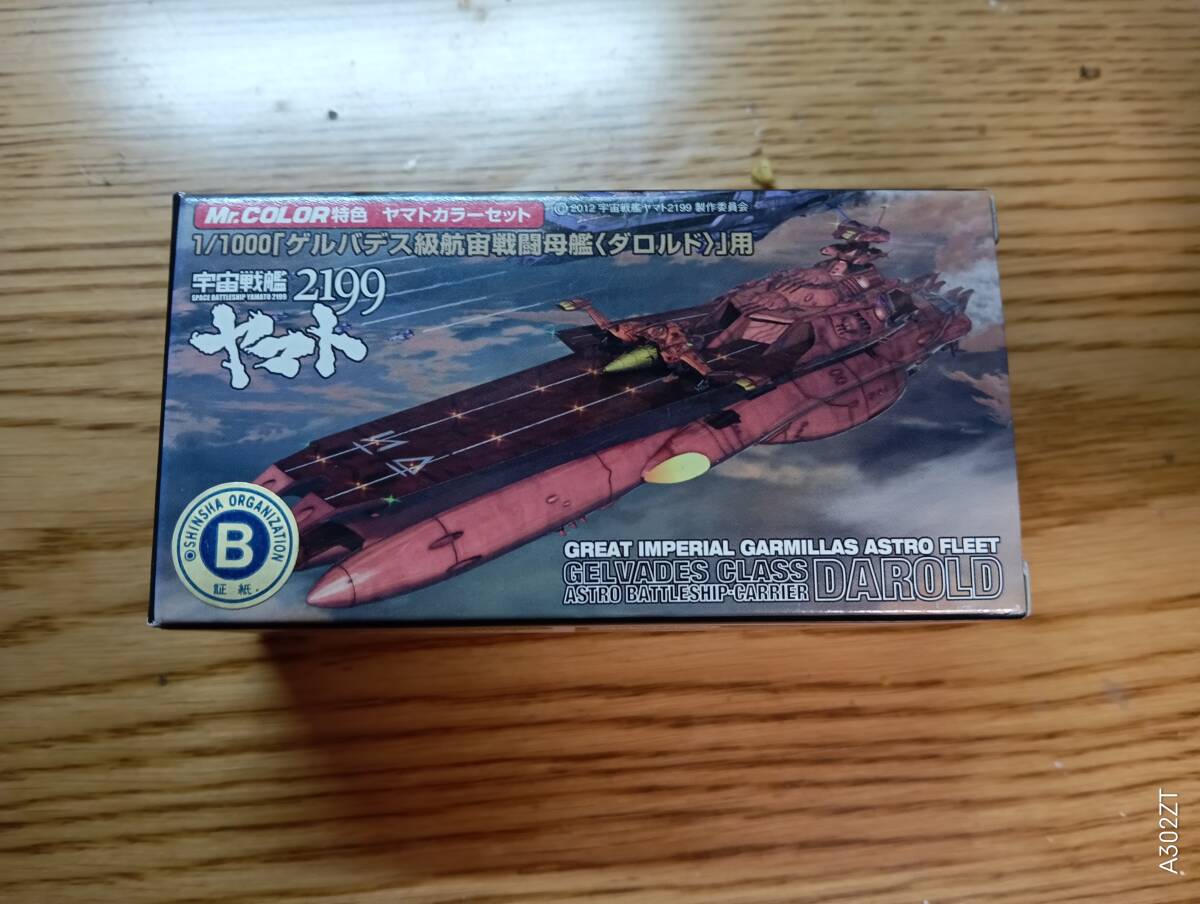 Mr.COLOR特色 ヤマトカラーセット
©2012 宇宙戦艦ヤマト2199 製作委員会
1/1000「ゲルバデス級航宙戦闘母艦〈ダロルド〉」用
宇宙戦艦 2199
SPACE BATTLESHIP YAMATO 2199
ヤマト
SHINSHA ORGANIZATION
B
証紙
GREAT IMPERIAL GARMILLAS ASTRO FLEET
GELVADES CLASS
ASTRO BATTLESHIP-CARRIER
DAROLD
A302ZT